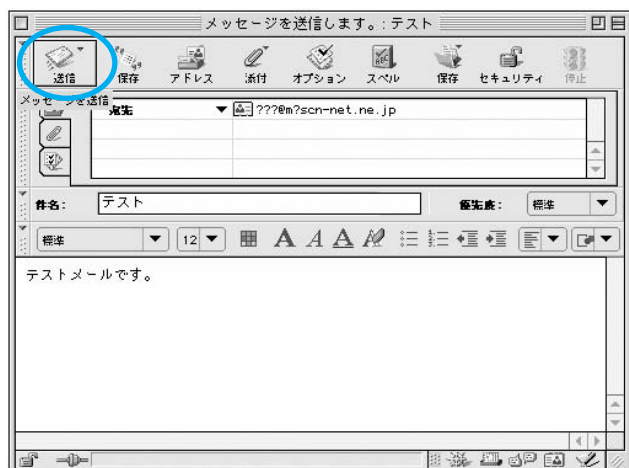 メッセージを送信します。: テスト
送信 保存 アドレス 添付 オプション スペル 保存 セキュリティ 停止
メッセージを送信
宛先 ???@m?scn-net.ne.jp
件名: テスト 優先度: 標準
標準 12 A A A
テストメールです。